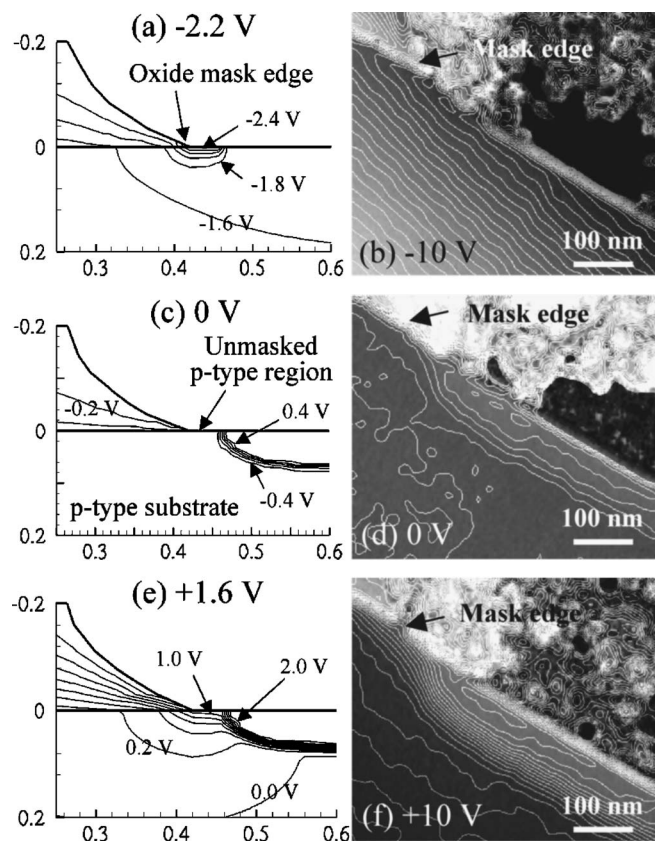 (a) -2.2 V
-0.2
Oxide mask edge
-2.4 V
0
-1.8 V
-1.6 V
0.2
0.3
0.4
0.5
0.6
Mask edge
(b) -10 V
100 nm
(c) 0 V
-0.2
Unmasked
p-type region
-0.2 V
0.4 V
0
-0.4 V
p-type substrate
0.2
0.3
0.4
0.5
0.6
Mask edge
(d) 0 V
100 nm
(e) +1.6 V
-0.2
1.0 V
2.0 V
0
0.2 V
0.0 V
0.2
0.3
0.4
0.5
0.6
Mask edge
(f) +10 V
100 nm